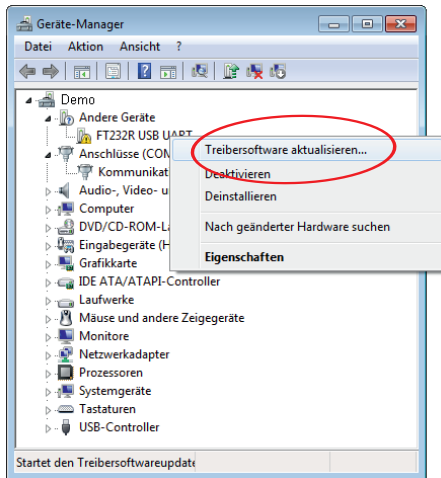 Geräte-Manager
Datei Aktion Ansicht ?
Demo
Andere Geräte
FT232R USB UART
Treibersoftware aktualisieren...
Anschlüsse (COM
Deaktivieren
Kommunikat
Deinstallieren
Audio-, Video- u
Computer
DVD/CD-ROM-L
Nach geänderter Hardware suchen
Eingabegeräte (H
Grafikkarte
Eigenschaften
IDE ATA/ATAPI-Controller
Laufwerke
Mäuse und andere Zeigegeräte
Monitore
Netzwerkadapter
Prozessoren
Systemgeräte
Tastaturen
USB-Controller
Startet den Treibersoftwareupdate